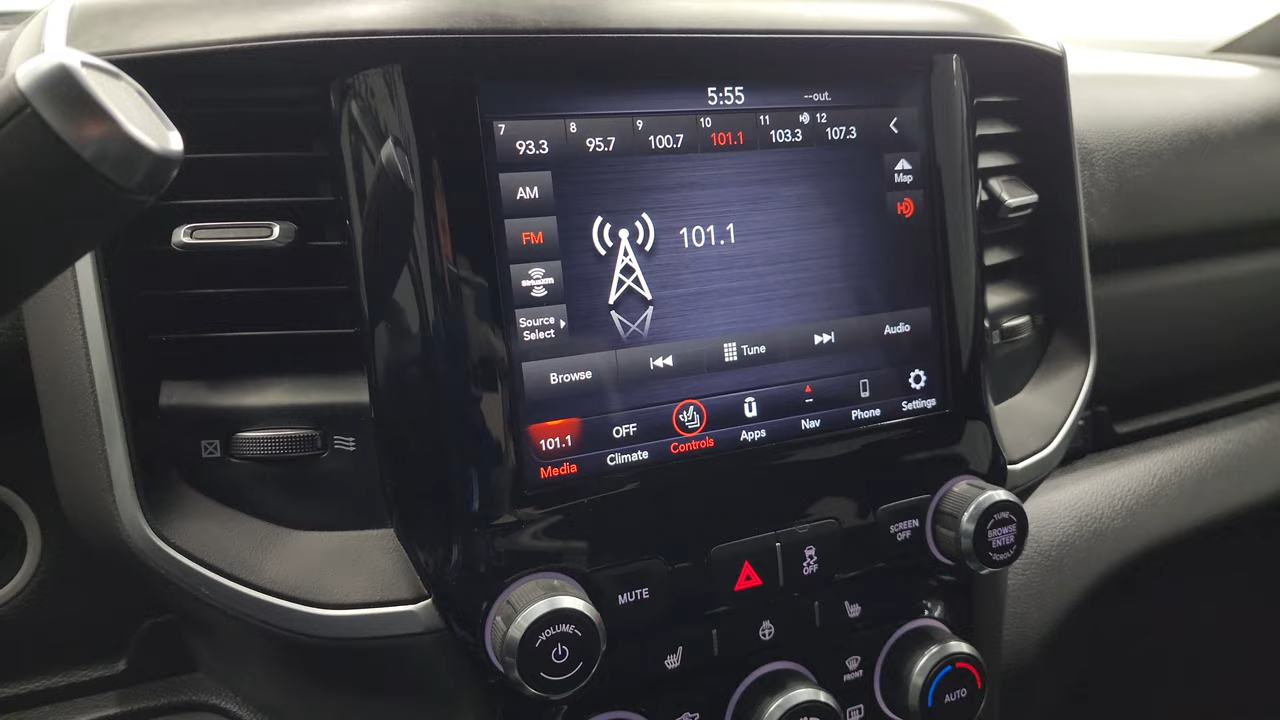 5:55 --out.
7 93.3
8 95.7
9 100.7
10 101.1
11 103.3
12 107.3
AM
FM
SiriusXM
Source
Select
101.1
Map
Browse
Tune
Audio
101.1
Media
OFF
Climate
Controls
Apps
Nav
Phone
Settings
SCREEN
OFF
TUNE
BROWSE
ENTER
SCROLL
OFF
MUTE
VOLUME
FRONT
AUTO